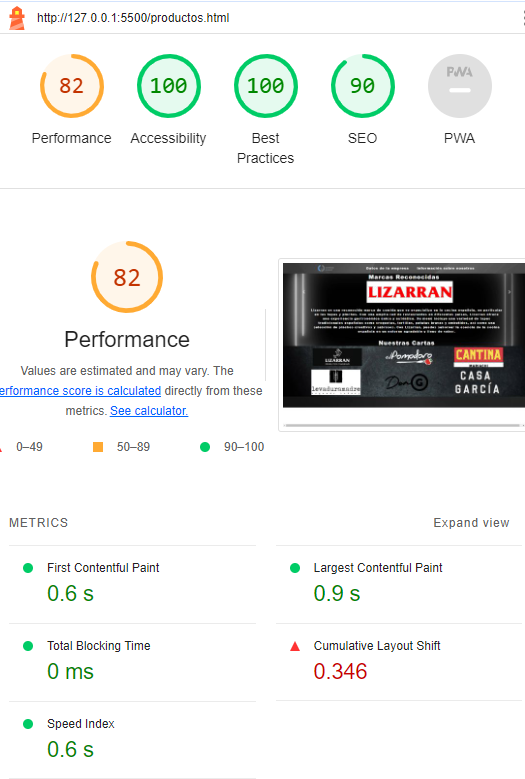 http://127.0.0.1:5500/productos.html
82
100
100
90
PWA
Performance
Accessibility
Best
Practices
SEO
PWA
82
Performance
Values are estimated and may vary. The
erformance score is calculated directly from these
metrics. See calculator.
0–49
50–89
90–100
Marcas Reconocidas
LIZARRAN
Nuestras Cartas
LIZARRAN
Pomodoro
CANTINA
CASA
GARCÍA
METRICS
Expand view
First Contentful Paint
0.6 s
Largest Contentful Paint
0.9 s
Total Blocking Time
0 ms
Cumulative Layout Shift
0.346
Speed Index
0.6 s